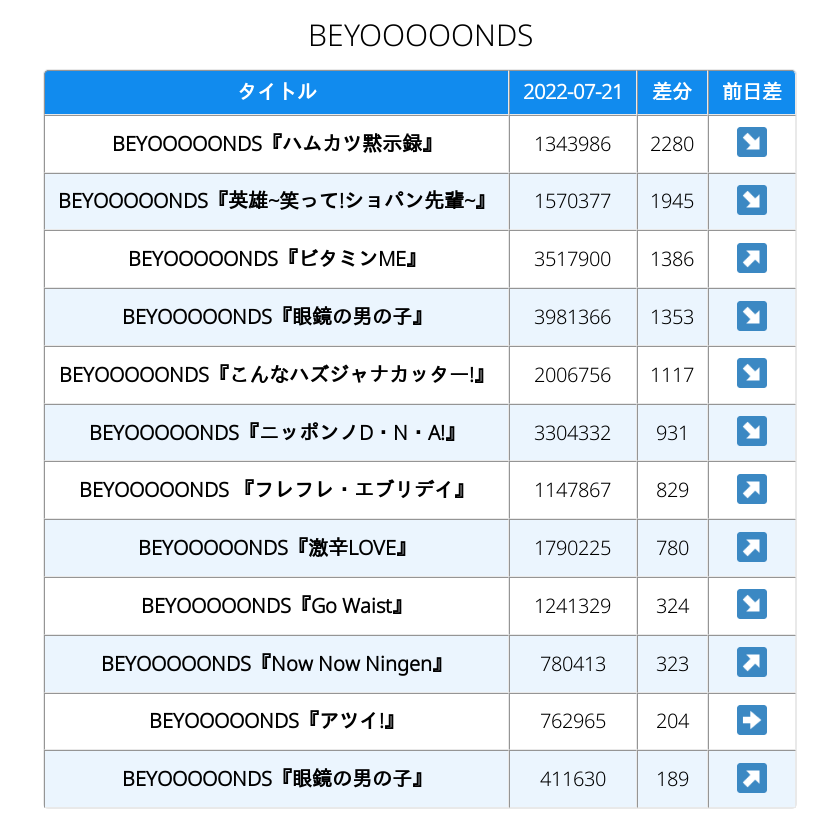 BEYOOOOONDS
タイトル 2022-07-21 差分 前日差
BEYOOOOONDS『ハムカツ黙示録』 1343986 2280 ↘
BEYOOOOONDS『英雄~笑って!ショパン先輩~』 1570377 1945 ↘
BEYOOOOONDS『ビタミンME』 3517900 1386 ↗
BEYOOOOONDS『眼鏡の男の子』 3981366 1353 ↘
BEYOOOOONDS『こんなハズジャナカッター!』 2006756 1117 ↘
BEYOOOOONDS『ニッポンノD・N・A!』 3304332 931 ↘
BEYOOOOONDS 『フレフレ・エブリデイ』 1147867 829 ↗
BEYOOOOONDS『激辛LOVE』 1790225 780 ↗
BEYOOOOONDS『Go Waist』 1241329 324 ↘
BEYOOOOONDS『Now Now Ningen』 780413 323 ↗
BEYOOOOONDS『アツイ!』 762965 204 ➡
BEYOOOOONDS『眼鏡の男の子』 411630 189 ↗